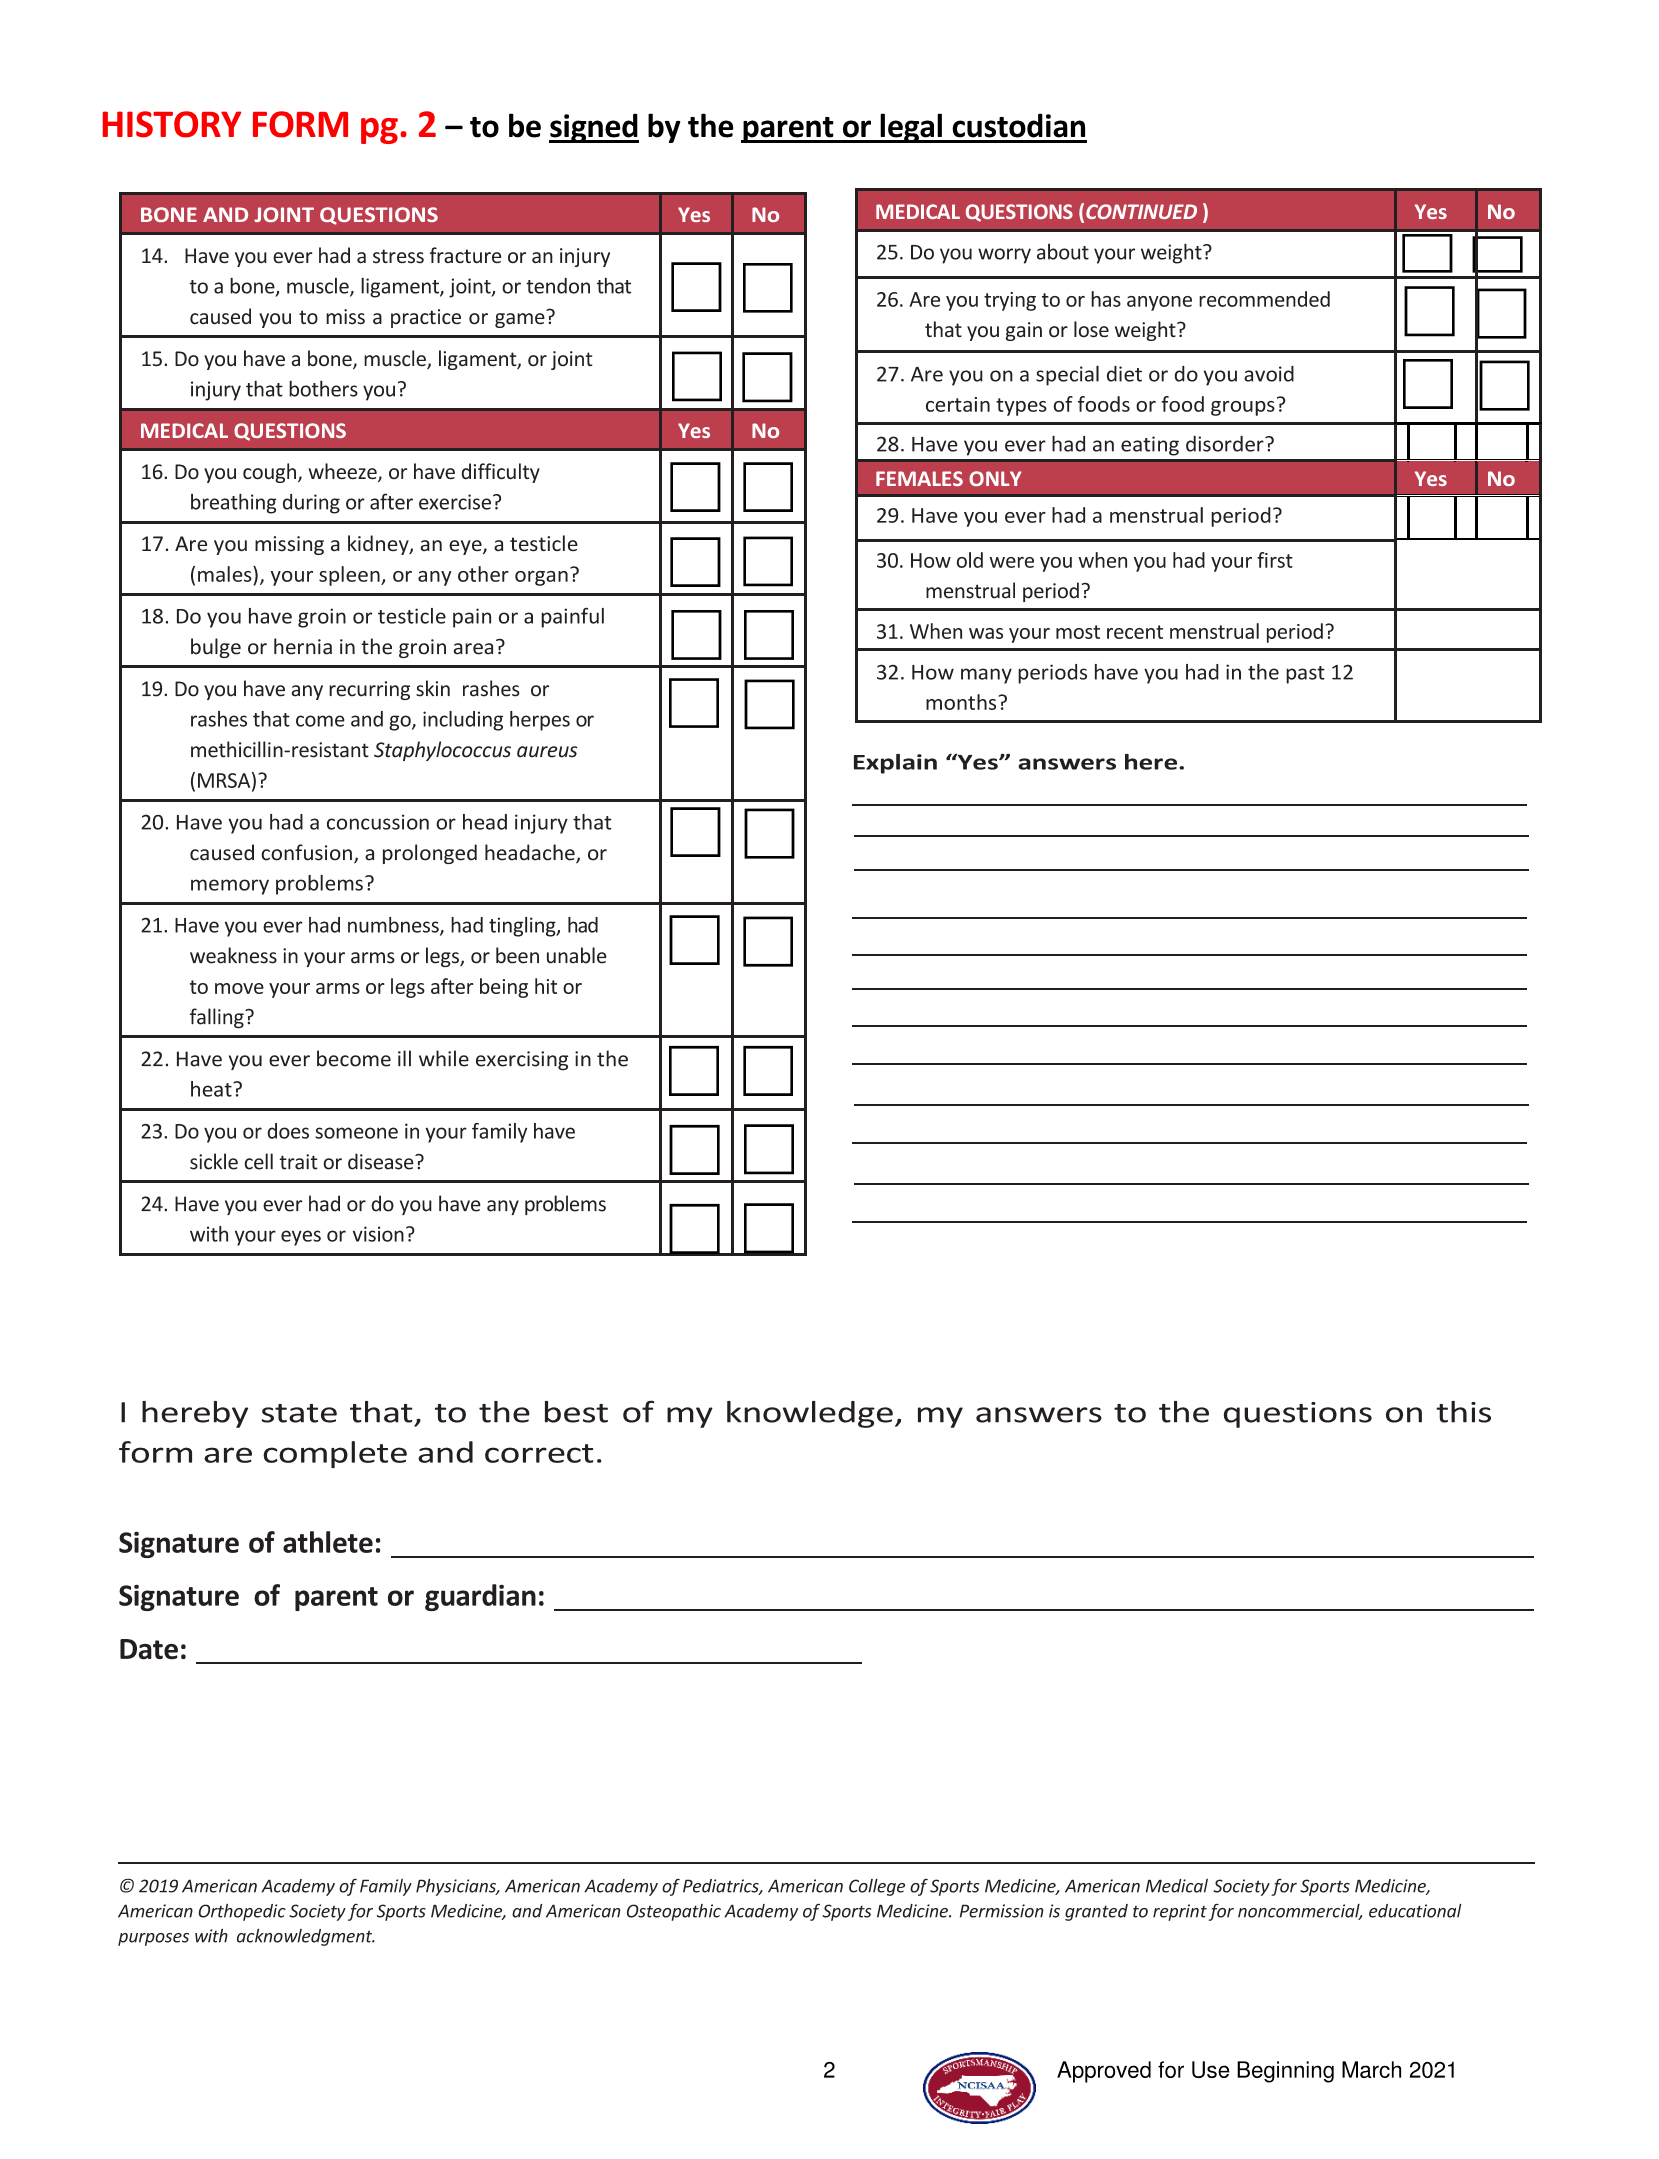 HISTORY FORM pg. 2 – to be signed by the parent or legal custodian
BONE AND JOINT QUESTIONS Yes No
14. Have you ever had a stress fracture or an injury
to a bone, muscle, ligament, joint, or tendon that
caused you to miss a practice or game?
15. Do you have a bone, muscle, ligament, or joint
injury that bothers you?
MEDICAL QUESTIONS Yes No
16. Do you cough, wheeze, or have difficulty
breathing during or after exercise?
17. Are you missing a kidney, an eye, a testicle
(males), your spleen, or any other organ?
18. Do you have groin or testicle pain or a painful
bulge or hernia in the groin area?
19. Do you have any recurring skin rashes or
rashes that come and go, including herpes or
methicillin-resistant Staphylococcus aureus
(MRSA)?
20. Have you had a concussion or head injury that
caused confusion, a prolonged headache, or
memory problems?
21. Have you ever had numbness, had tingling, had
weakness in your arms or legs, or been unable
to move your arms or legs after being hit or
falling?
22. Have you ever become ill while exercising in the
heat?
23. Do you or does someone in your family have
sickle cell trait or disease?
24. Have you ever had or do you have any problems
with your eyes or vision?
MEDICAL QUESTIONS (CONTINUED ) Yes No
25. Do you worry about your weight?
26. Are you trying to or has anyone recommended
that you gain or lose weight?
27. Are you on a special diet or do you avoid
certain types of foods or food groups?
28. Have you ever had an eating disorder?
FEMALES ONLY Yes No
29. Have you ever had a menstrual period?
30. How old were you when you had your first
menstrual period?
31. When was your most recent menstrual period?
32. How many periods have you had in the past 12
months?
Explain “Yes” answers here.
I hereby state that, to the best of my knowledge, my answers to the questions on this
form are complete and correct.
Signature of athlete:
Signature of parent or guardian:
Date:
© 2019 American Academy of Family Physicians, American Academy of Pediatrics, American College of Sports Medicine, American Medical Society for Sports Medicine,
American Orthopedic Society for Sports Medicine, and American Osteopathic Academy of Sports Medicine. Permission is granted to reprint for noncommercial, educational
purposes with acknowledgment.
2
SPORTSMANSHIP
NCISAA
INTEGRITY • FAIR PLAY
Approved for Use Beginning March 2021